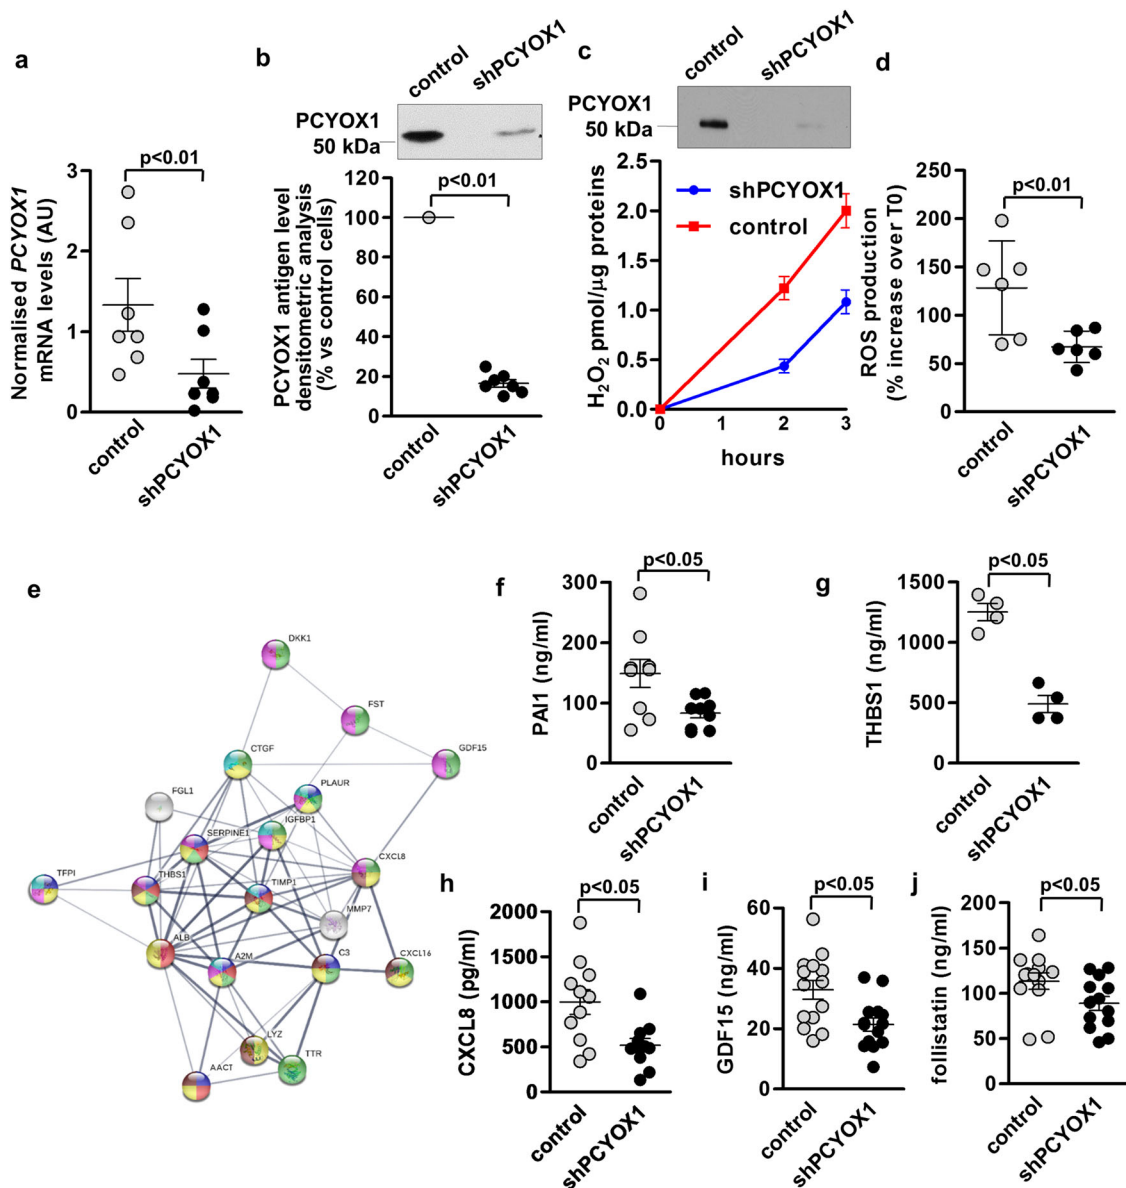 a
Normalised PCYOX1
mRNA levels (AU)
3
2
1
0
p<0.01
control
shPCYOX1
b
control
shPCYOX1
PCYOX1
50 kDa
PCYOX1 antigen level
densitometric analysis
(% vs control cells)
120
100
80
60
40
20
0
p<0.01
control
shPCYOX1
c
control
shPCYOX1
PCYOX1
50 kDa
H2O2 pmol/µg proteins
2.5
2.0
1.5
1.0
0.5
0.0
shPCYOX1
control
1
2
3
hours
d
ROS production
(% increase over T0)
250
200
150
100
50
0
p<0.01
control
shPCYOX1
e
DKK1
FST
CTGF
GDF15
PLAUR
FGL1
IGFBP1
SERPINE1
CXCL8
TFPI
THBS1
TIMP1
MMP7
ALB
A2M
C3
CXCL16
LYZ
TTR
AACT
f
PAI1 (ng/ml)
300
200
100
0
p<0.05
control
shPCYOX1
g
THBS1 (ng/ml)
1500
1000
500
0
p<0.05
control
shPCYOX1
h
CXCL8 (pg/ml)
2000
1500
1000
500
0
p<0.05
control
shPCYOX1
i
GDF15 (ng/ml)
60
40
20
0
p<0.05
control
shPCYOX1
j
follistatin (ng/ml)
200
150
100
50
0
p<0.05
control
shPCYOX1